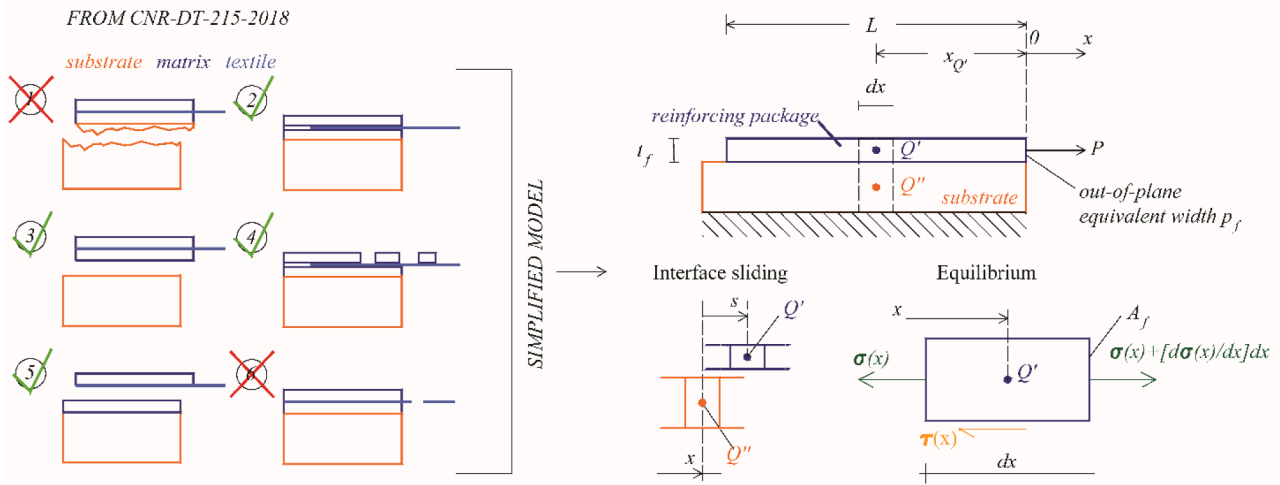 FROM CNR-DT-215-2018
substrate matrix textile
1
2
3
4
5
6
SIMPLIFIED MODEL
L
0
x
x_Q'
dx
reinforcing package
t_f
Q'
P
Q''
substrate
out-of-plane
equivalent width p_f
Interface sliding
s
Q'
Q''
x
Equilibrium
x
A_f
σ(x)
σ(x)+[dσ(x)/dx]dx
Q'
τ(x)
dx